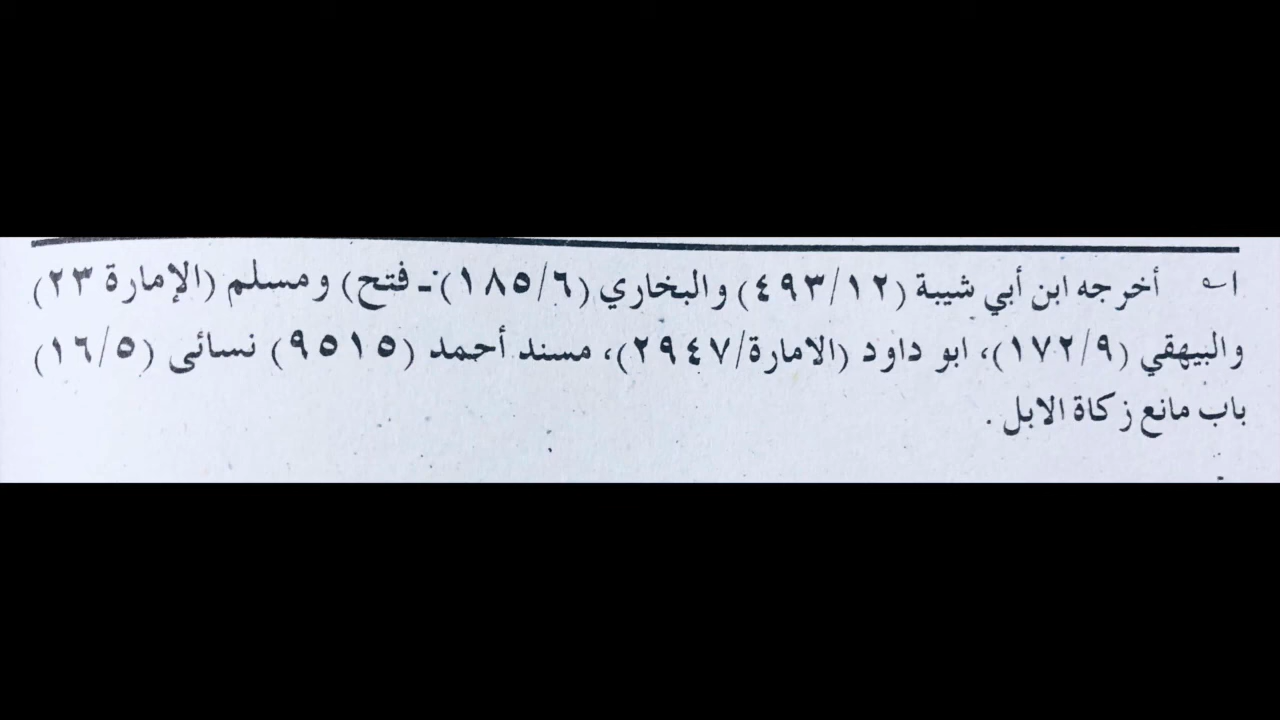 ١ـ أخرجه ابن أبي شيبة (٤٩٣/١٢) والبخاري (١٨٥/٦)ـ فتح) ومسلم (الإمارة ٢٣)
والبيهقي (١٧٢/٩)، ابو داود (الامارة/٢٩٤٧)، مسند أحمد (٩٥١٥) نسائى (١٦/٥)
باب مانع زكاة الابل .